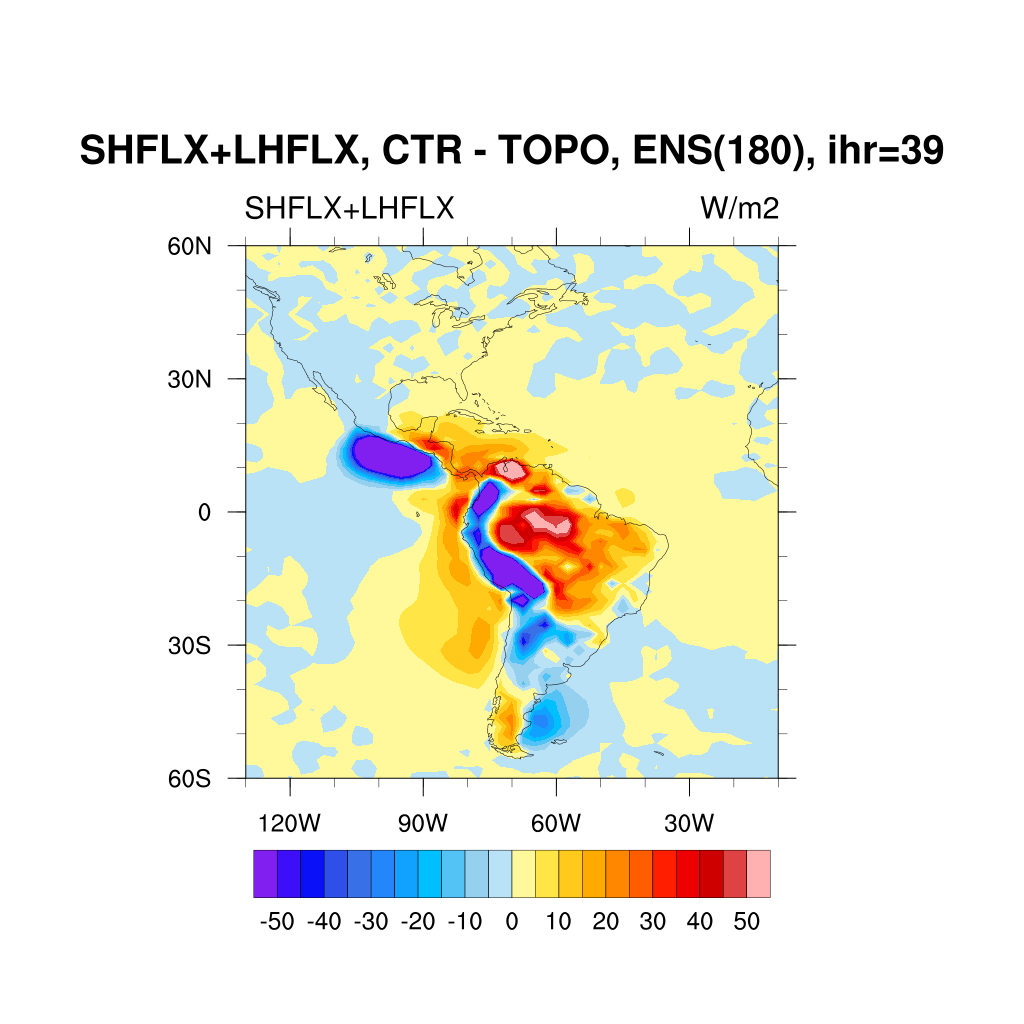 SHFLX+LHFLX, CTR - TOPO, ENS(180), ihr=39
SHFLX+LHFLX W/m2
60N
30N
0
30S
60S
120W 90W 60W 30W
-50 -40 -30 -20 -10 0 10 20 30 40 50